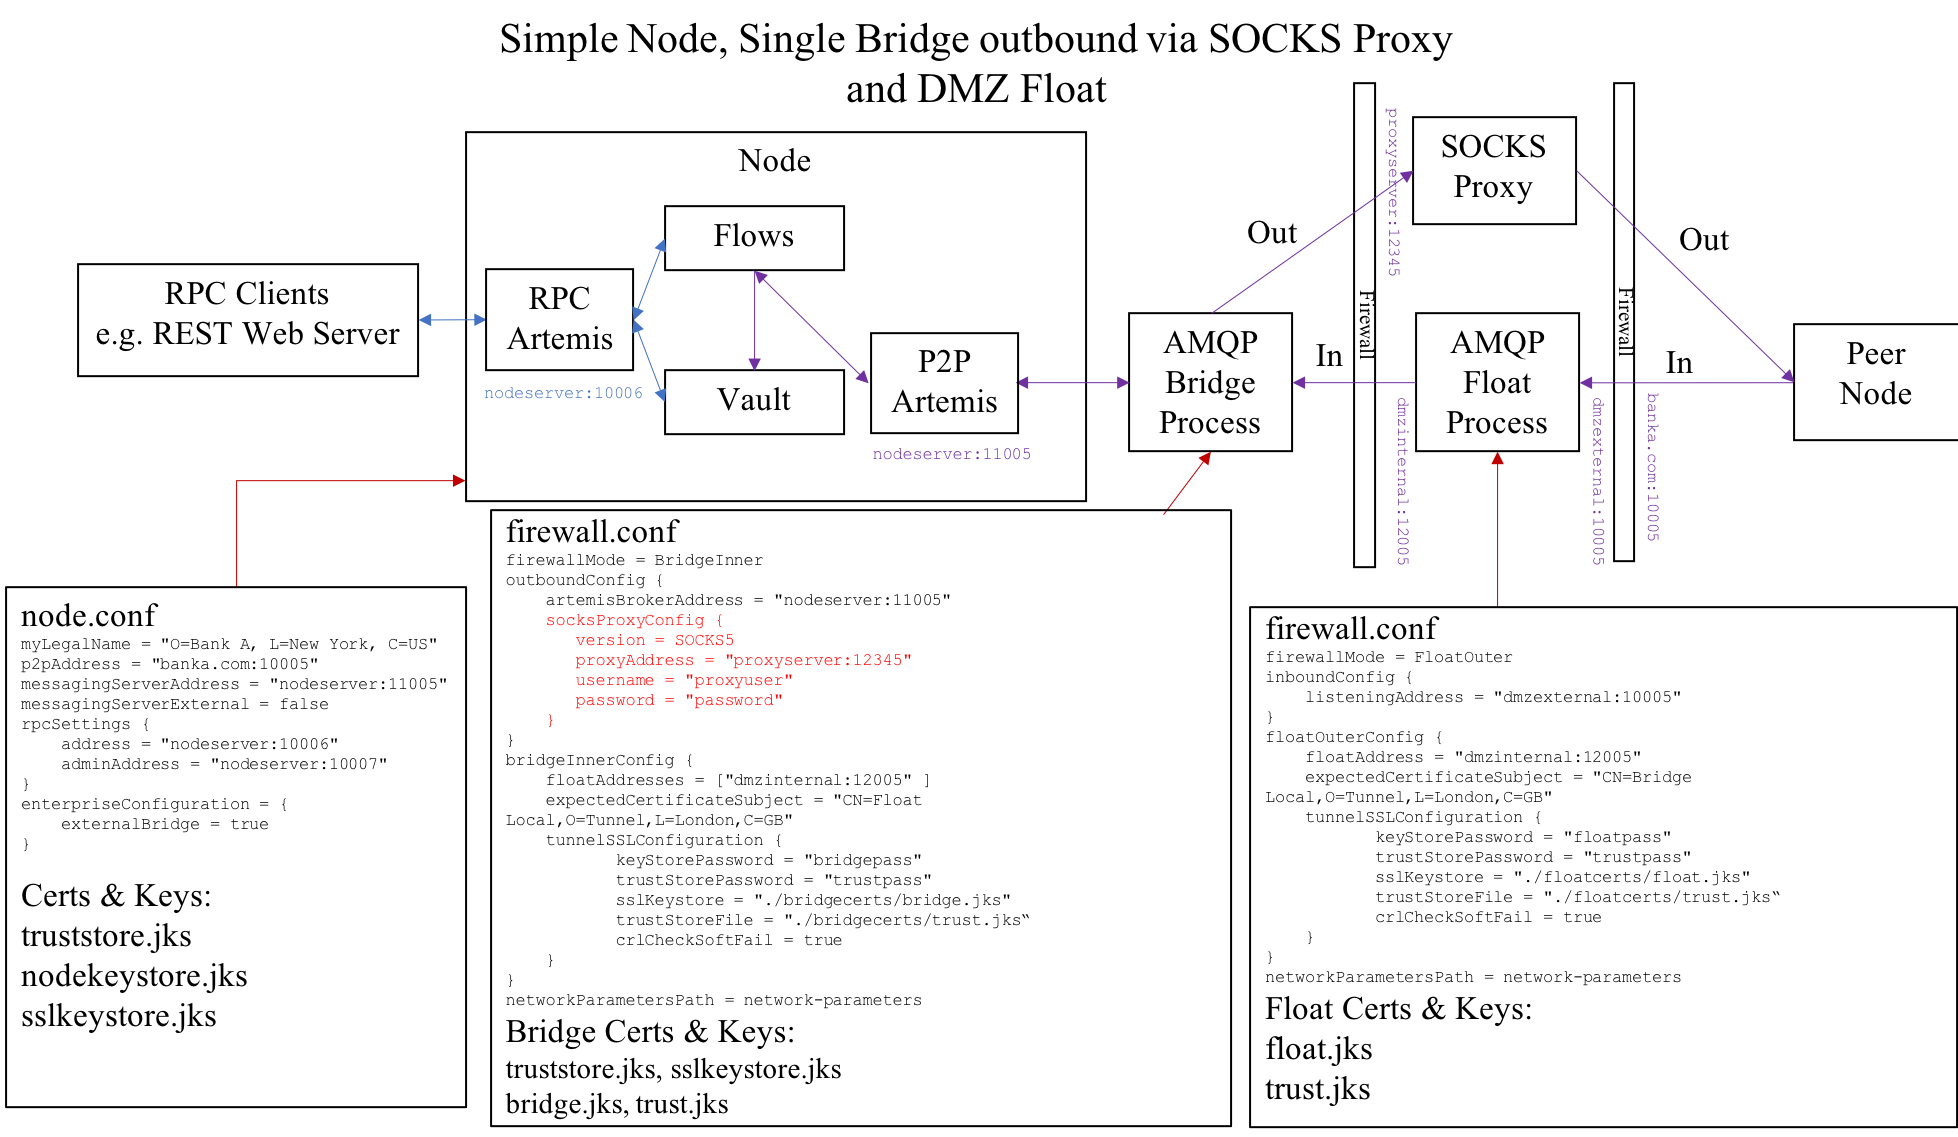 Simple Node, Single Bridge outbound via SOCKS Proxy
and DMZ Float
Node
RPC Clients
e.g. REST Web Server
RPC
Artemis
nodeserver:10006
Flows
Vault
P2P
Artemis
nodeserver:11005
AMQP
Bridge
Process
Out
In
Firewall
proxyserver:12345
SOCKS
Proxy
AMQP
Float
Process
dmzinternal:12005
dmzexternal:10005
Firewall
banka.com:10005
Out
In
Peer
Node
node.conf
myLegalName = "O=Bank A, L=New York, C=US"
p2pAddress = "banka.com:10005"
messagingServerAddress = "nodeserver:11005"
messagingServerExternal = false
rpcSettings {
    address = "nodeserver:10006"
    adminAddress = "nodeserver:10007"
}
enterpriseConfiguration = {
    externalBridge = true
}
Certs & Keys:
truststore.jks
nodekeystore.jks
sslkeystore.jks
firewall.conf
firewallMode = BridgeInner
outboundConfig {
    artemisBrokerAddress = "nodeserver:11005"
    socksProxyConfig {
       version = SOCKS5
       proxyAddress = "proxyserver:12345"
       username = "proxyuser"
       password = "password"
    }
}
bridgeInnerConfig {
    floatAddresses = ["dmzinternal:12005" ]
    expectedCertificateSubject = "CN=Float
Local,O=Tunnel,L=London,C=GB"
    tunnelSSLConfiguration {
           keyStorePassword = "bridgepass"
           trustStorePassword = "trustpass"
           sslKeystore = "./bridgecerts/bridge.jks"
           trustStoreFile = "./bridgecerts/trust.jks“
           crlCheckSoftFail = true
    }
}
networkParametersPath = network-parameters
Bridge Certs & Keys:
truststore.jks, sslkeystore.jks
bridge.jks, trust.jks
firewall.conf
firewallMode = FloatOuter
inboundConfig {
    listeningAddress = "dmzexternal:10005"
}
floatOuterConfig {
    floatAddress = "dmzinternal:12005"
    expectedCertificateSubject = "CN=Bridge
Local,O=Tunnel,L=London,C=GB"
    tunnelSSLConfiguration {
           keyStorePassword = "floatpass"
           trustStorePassword = "trustpass"
           sslKeystore = "./floatcerts/float.jks"
           trustStoreFile = "./floatcerts/trust.jks“
           crlCheckSoftFail = true
    }
}
networkParametersPath = network-parameters
Float Certs & Keys:
float.jks
trust.jks